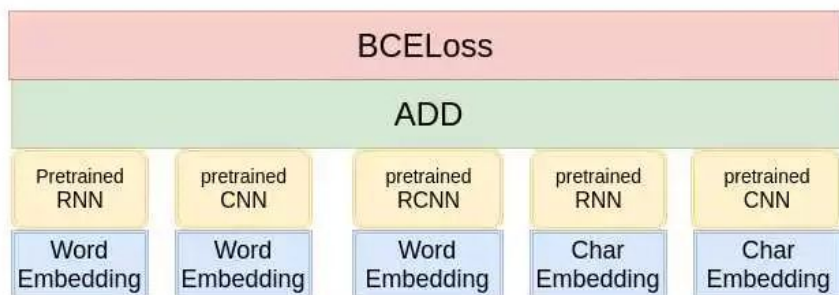 BCELoss
ADD
Pretrained
RNN
pretrained
CNN
pretrained
RCNN
pretrained
RNN
pretrained
CNN
Word
Embedding
Word
Embedding
Word
Embedding
Char
Embedding
Char
Embedding